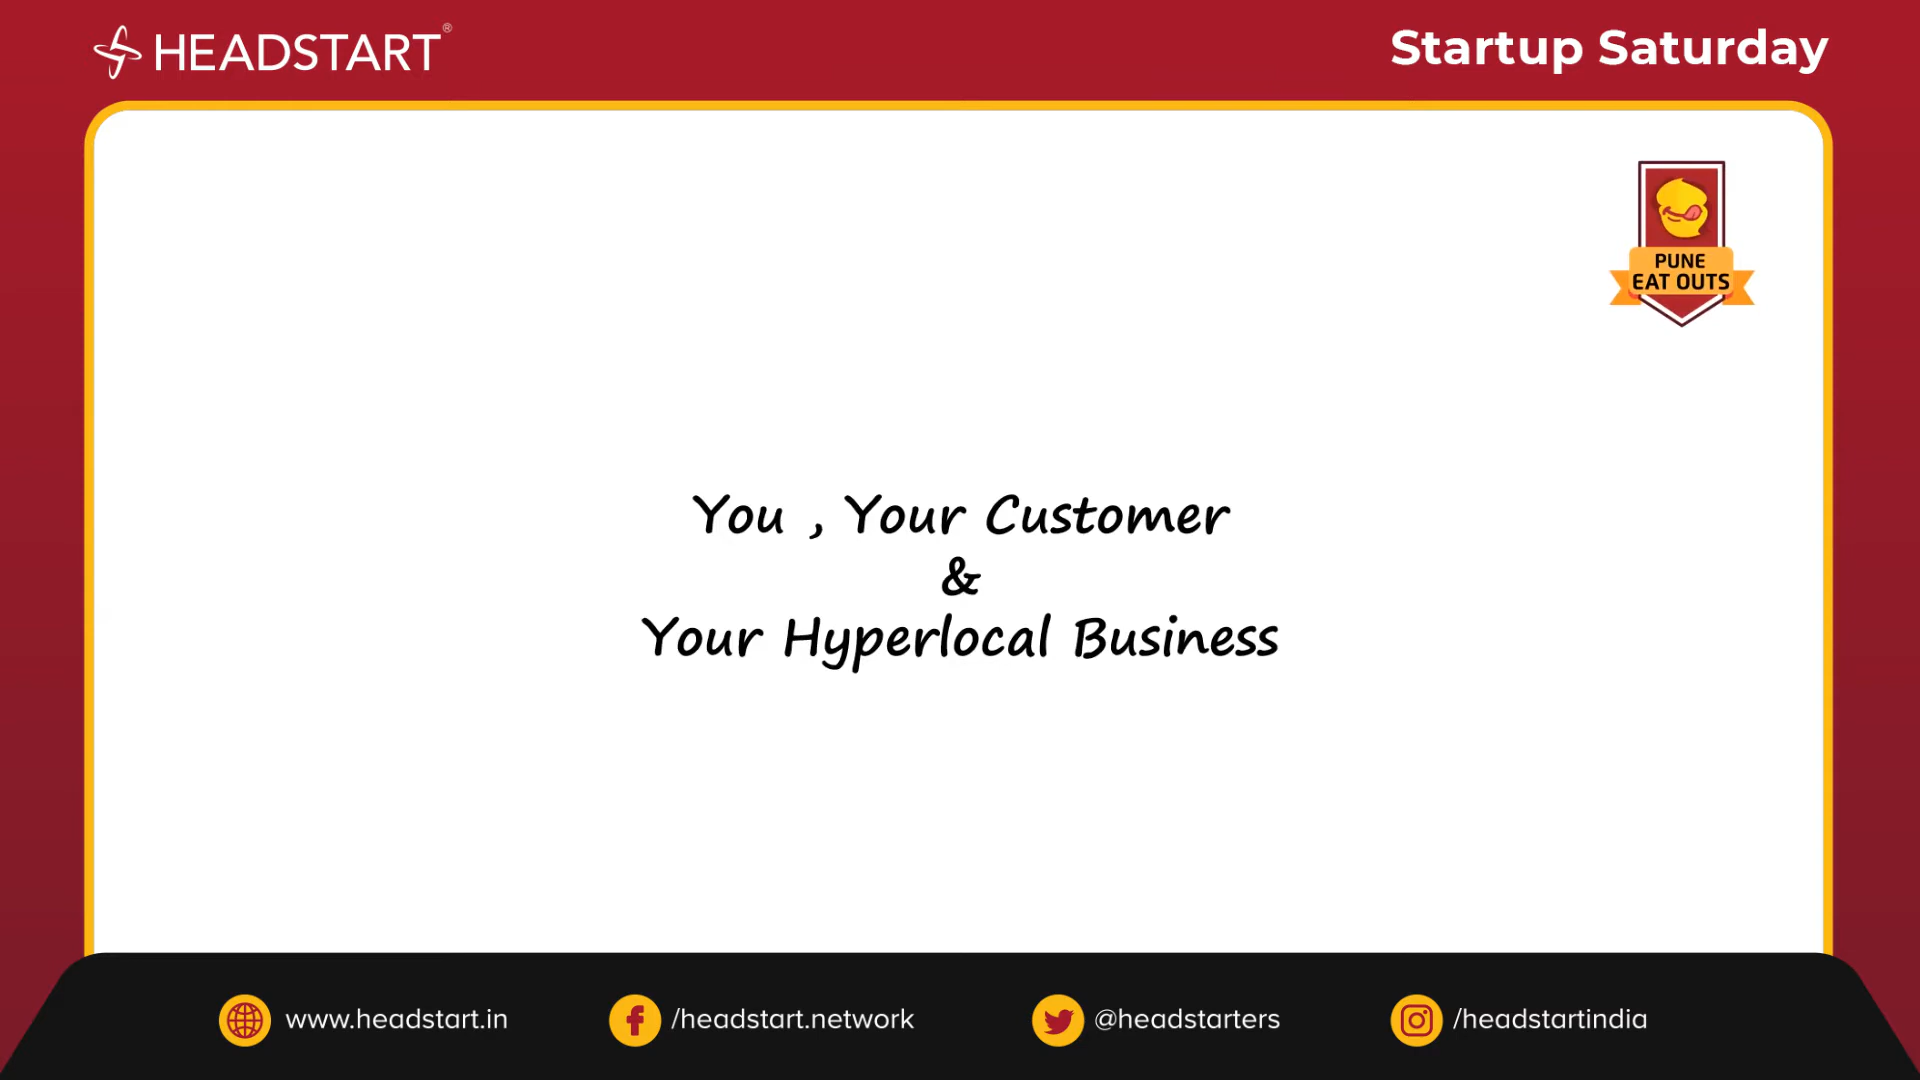 HEADSTART®
Startup Saturday
PUNE
EAT OUTS
You , Your Customer
&
Your Hyperlocal Business
www.headstart.in
/headstart.network
@headstarters
/headstartindia